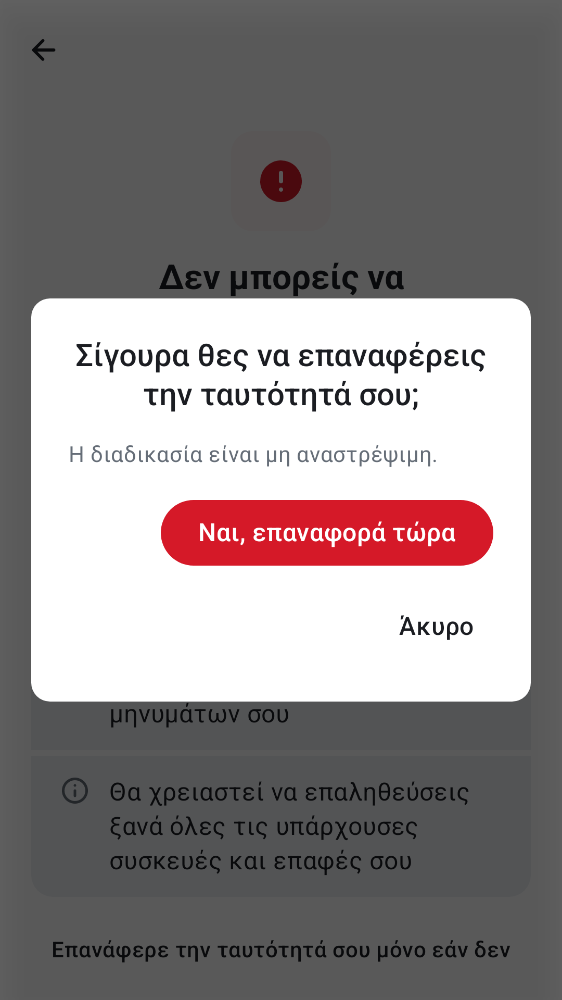 Δεν μπορείς να
Σίγουρα θες να επαναφέρεις
την ταυτότητά σου;
Η διαδικασία είναι μη αναστρέψιμη.
Ναι, επαναφορά τώρα
Άκυρο
μηνυμάτων σου
Θα χρειαστεί να επαληθεύσεις
ξανά όλες τις υπάρχουσες
συσκευές και επαφές σου
Επανάφερε την ταυτότητά σου μόνο εάν δεν